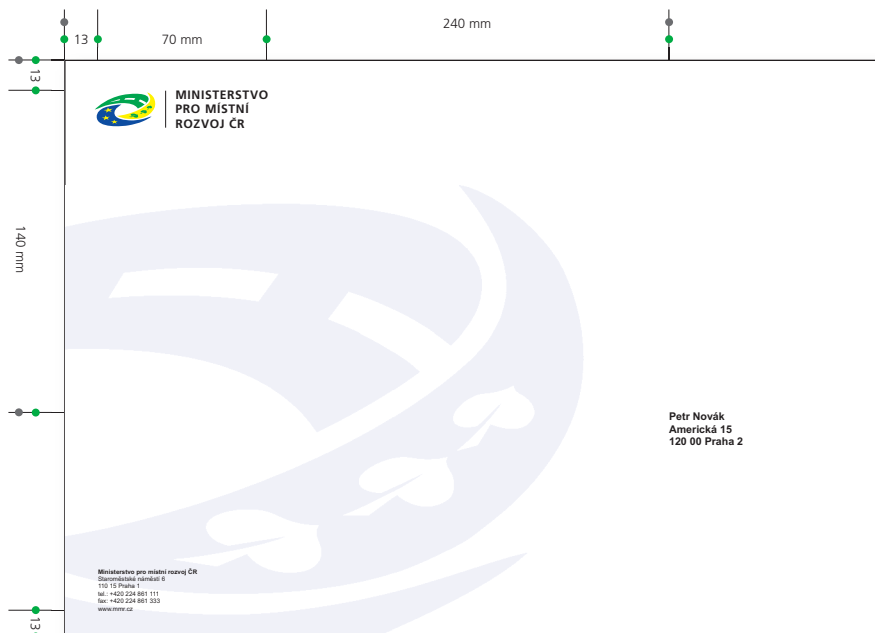 240 mm
13
70 mm
13
MINISTERSTVO
PRO MÍSTNÍ
ROZVOJ ČR
140 mm
Petr Novák
Americká 15
120 00 Praha 2
Ministerstvo pro místní rozvoj ČR
Staroměstské náměstí 6
110 15 Praha 1
tel.: +420 224 861 111
fax: +420 224 861 333
www.mmr.cz
13